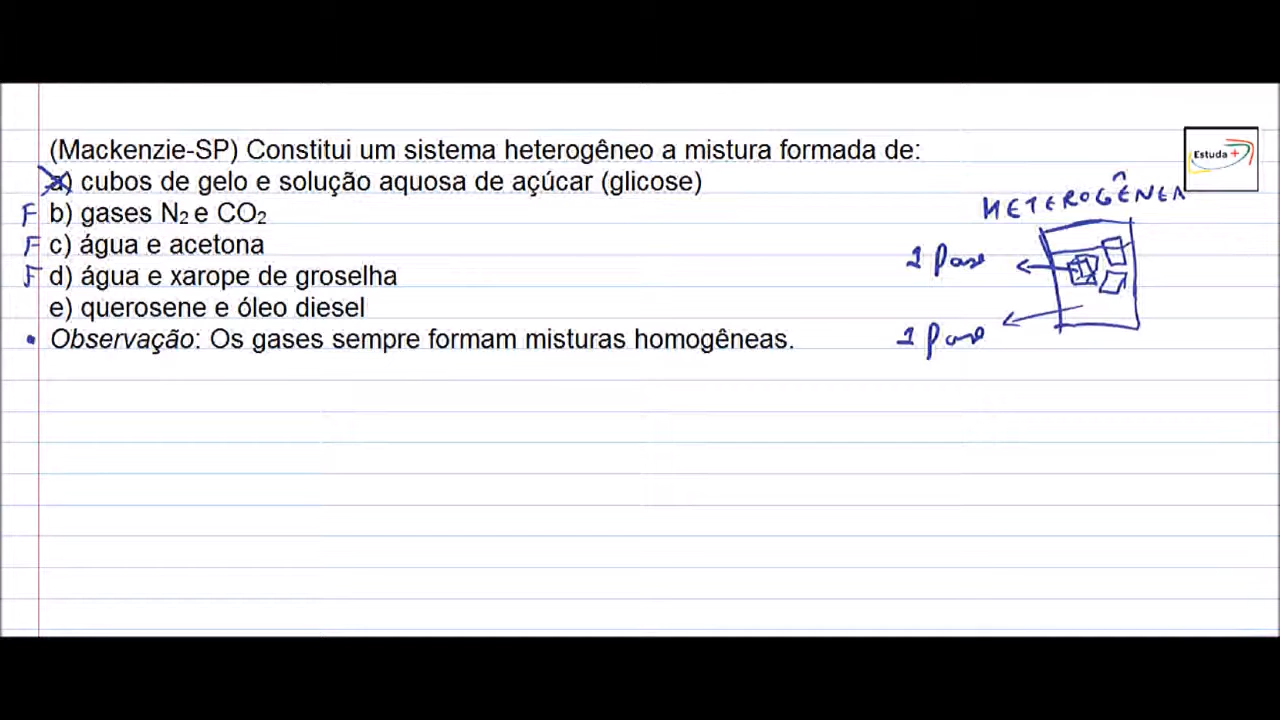 (Mackenzie-SP) Constitui um sistema heterogêneo a mistura formada de:
a) cubos de gelo e solução aquosa de açúcar (glicose)
F b) gases N₂ e CO₂
F c) água e acetona
F d) água e xarope de groselha
e) querosene e óleo diesel
• Observação: Os gases sempre formam misturas homogêneas.
Estuda +
HETEROGÊNEA
1 fase
1 fase